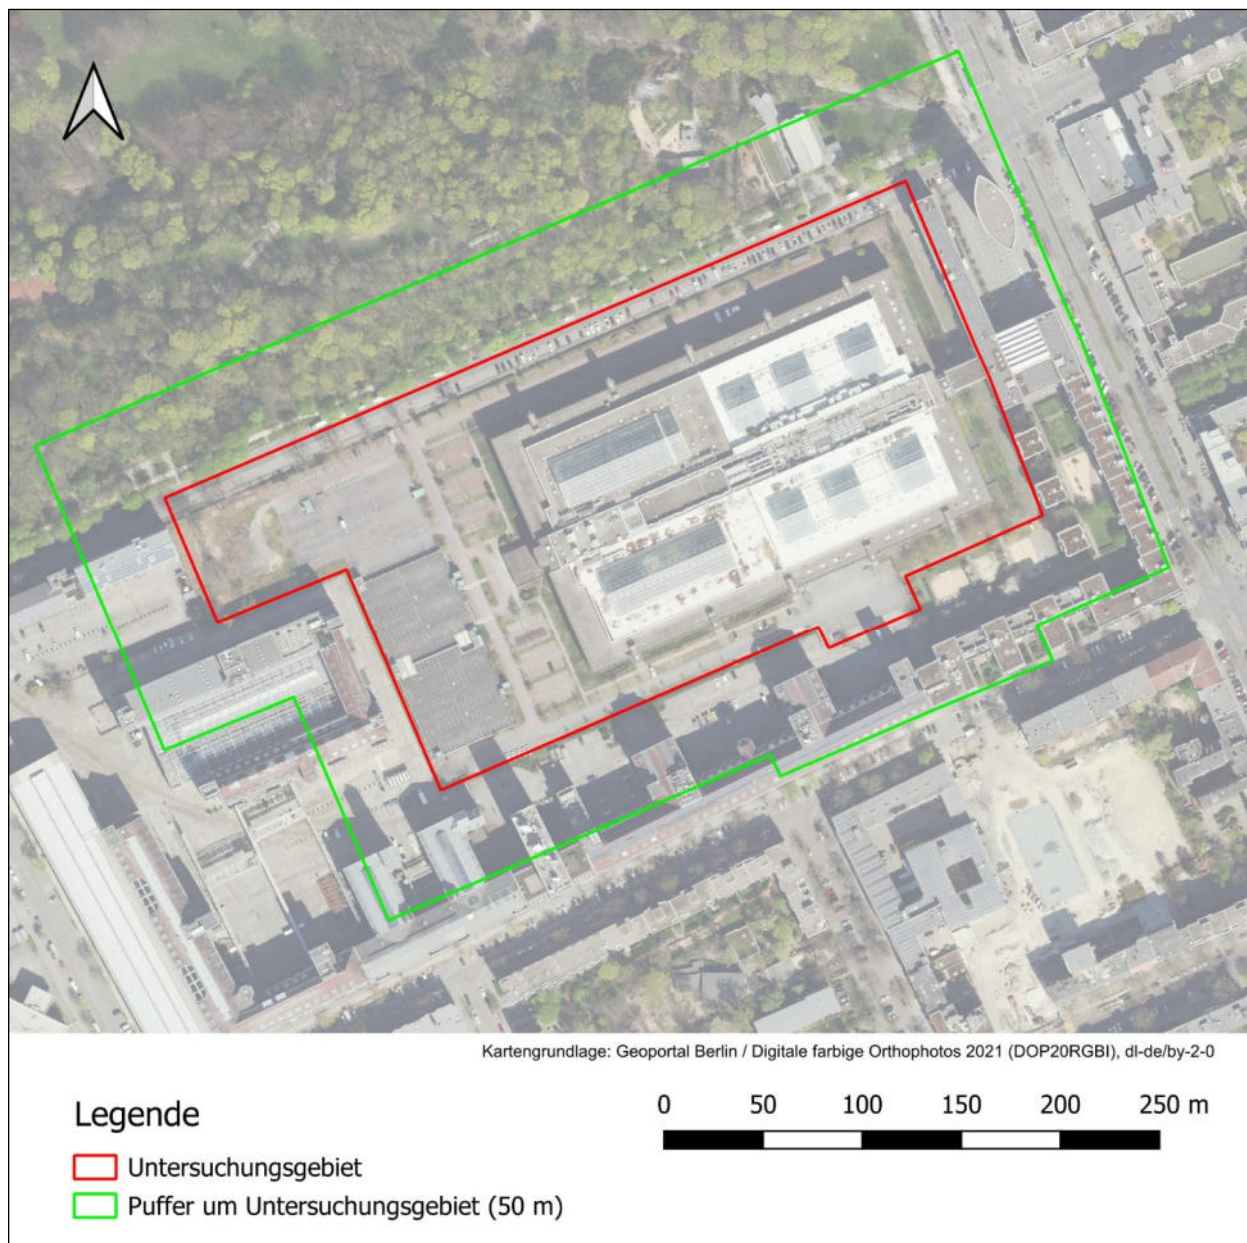 Kartengrundlage: Geoportal Berlin / Digitale farbige Orthophotos 2021 (DOP20RGBI), dl-de/by-2-0
Legende
0 50 100 150 200 250 m
Untersuchungsgebiet
Puffer um Untersuchungsgebiet (50 m)